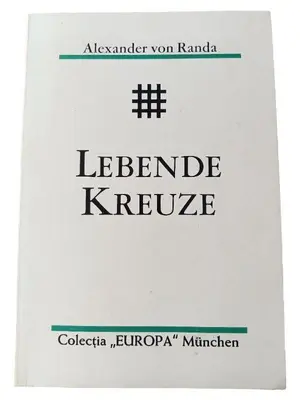 Alexander von Randa
LEBENDE
KREUZE
Colecția „EUROPA“ München